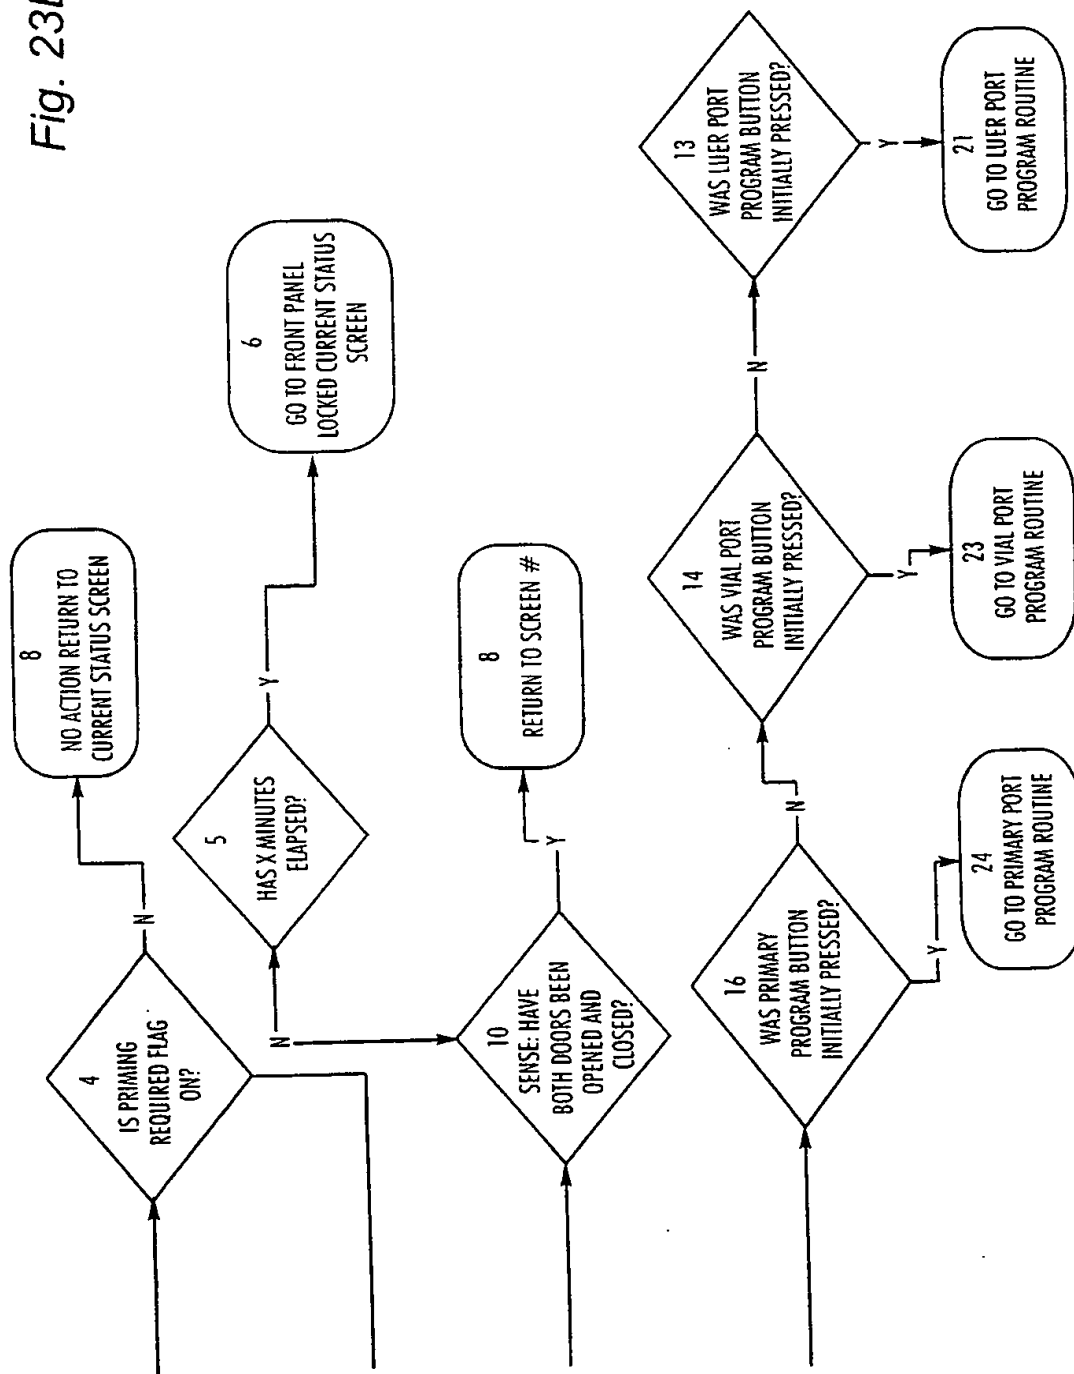 Fig. 23
4
IS PRIMING
REQUIRED FLAG
ON?
N
8
NO ACTION RETURN TO
CURRENT STATUS SCREEN
5
HAS X MINUTES
ELAPSED?
Y
N
6
GO TO FRONT PANEL
LOCKED CURRENT STATUS
SCREEN
10
SENSE: HAVE
BOTH DOORS BEEN
OPENED AND
CLOSED?
Y
8
RETURN TO SCREEN #
16
WAS PRIMARY
PROGRAM BUTTON
INITIALLY PRESSED?
N
Y
24
GO TO PRIMARY PORT
PROGRAM ROUTINE
14
WAS VIAL PORT
PROGRAM BUTTON
INITIALLY PRESSED?
N
Y
23
GO TO VIAL PORT
PROGRAM ROUTINE
13
WAS LUER PORT
PROGRAM BUTTON
INITIALLY PRESSED?
Y
21
GO TO LUER PORT
PROGRAM ROUTINE